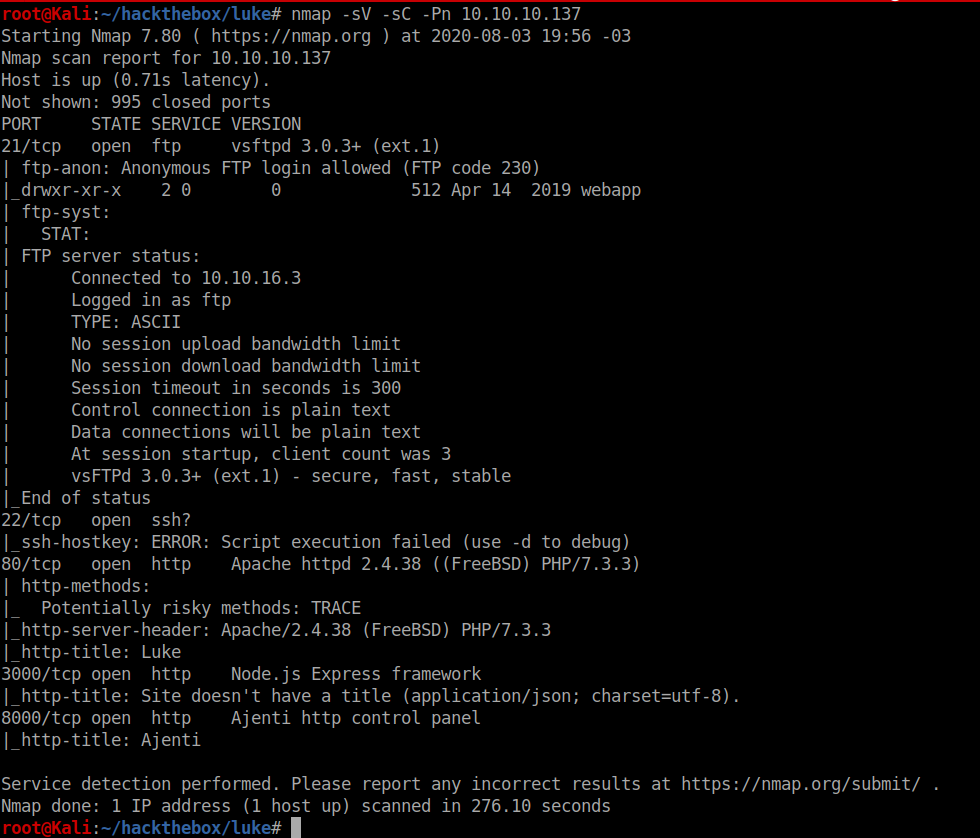 root@Kali:~/hackthebox/luke# nmap -sV -sC -Pn 10.10.10.137
Starting Nmap 7.80 ( https://nmap.org ) at 2020-08-03 19:56 -03
Nmap scan report for 10.10.10.137
Host is up (0.71s latency).
Not shown: 995 closed ports
PORT     STATE SERVICE VERSION
21/tcp   open  ftp     vsftpd 3.0.3+ (ext.1)
| ftp-anon: Anonymous FTP login allowed (FTP code 230)
|_drwxr-xr-x    2 0        0             512 Apr 14  2019 webapp
| ftp-syst:
|   STAT:
| FTP server status:
|      Connected to 10.10.16.3
|      Logged in as ftp
|      TYPE: ASCII
|      No session upload bandwidth limit
|      No session download bandwidth limit
|      Session timeout in seconds is 300
|      Control connection is plain text
|      Data connections will be plain text
|      At session startup, client count was 3
|      vsFTPd 3.0.3+ (ext.1) - secure, fast, stable
|_End of status
22/tcp   open  ssh?
|_ssh-hostkey: ERROR: Script execution failed (use -d to debug)
80/tcp   open  http    Apache httpd 2.4.38 ((FreeBSD) PHP/7.3.3)
| http-methods:
|_  Potentially risky methods: TRACE
|_http-server-header: Apache/2.4.38 (FreeBSD) PHP/7.3.3
|_http-title: Luke
3000/tcp open  http    Node.js Express framework
|_http-title: Site doesn't have a title (application/json; charset=utf-8).
8000/tcp open  http    Ajenti http control panel
|_http-title: Ajenti

Service detection performed. Please report any incorrect results at https://nmap.org/submit/ .
Nmap done: 1 IP address (1 host up) scanned in 276.10 seconds
root@Kali:~/hackthebox/luke#